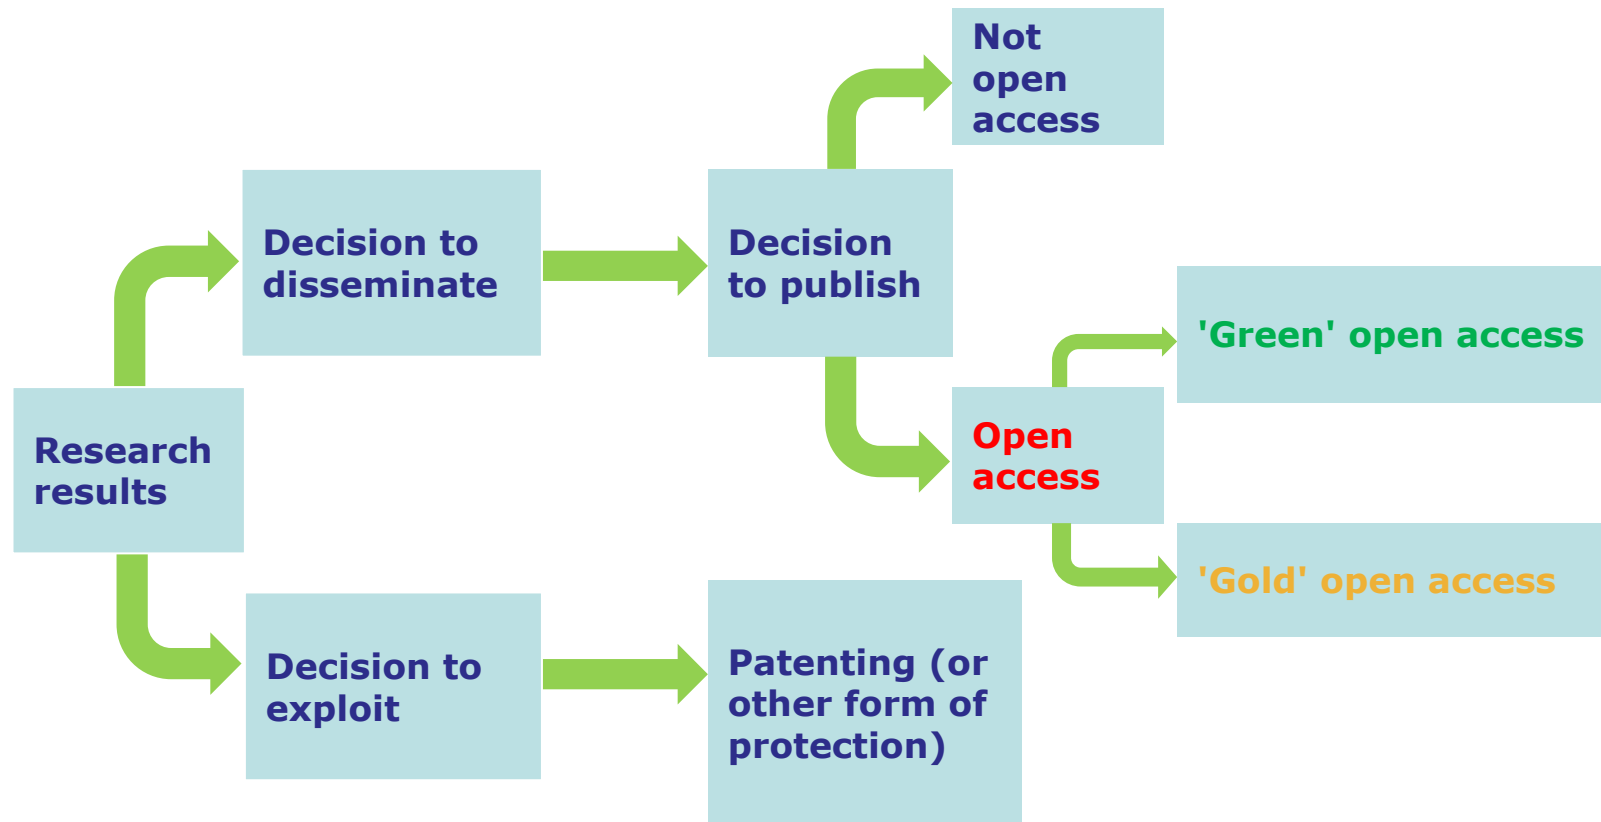 Not
open
access
Decision to
disseminate
Decision
to publish
'Green' open access
Research
results
Open
access
'Gold' open access
Decision to
exploit
Patenting (or
other form of
protection)